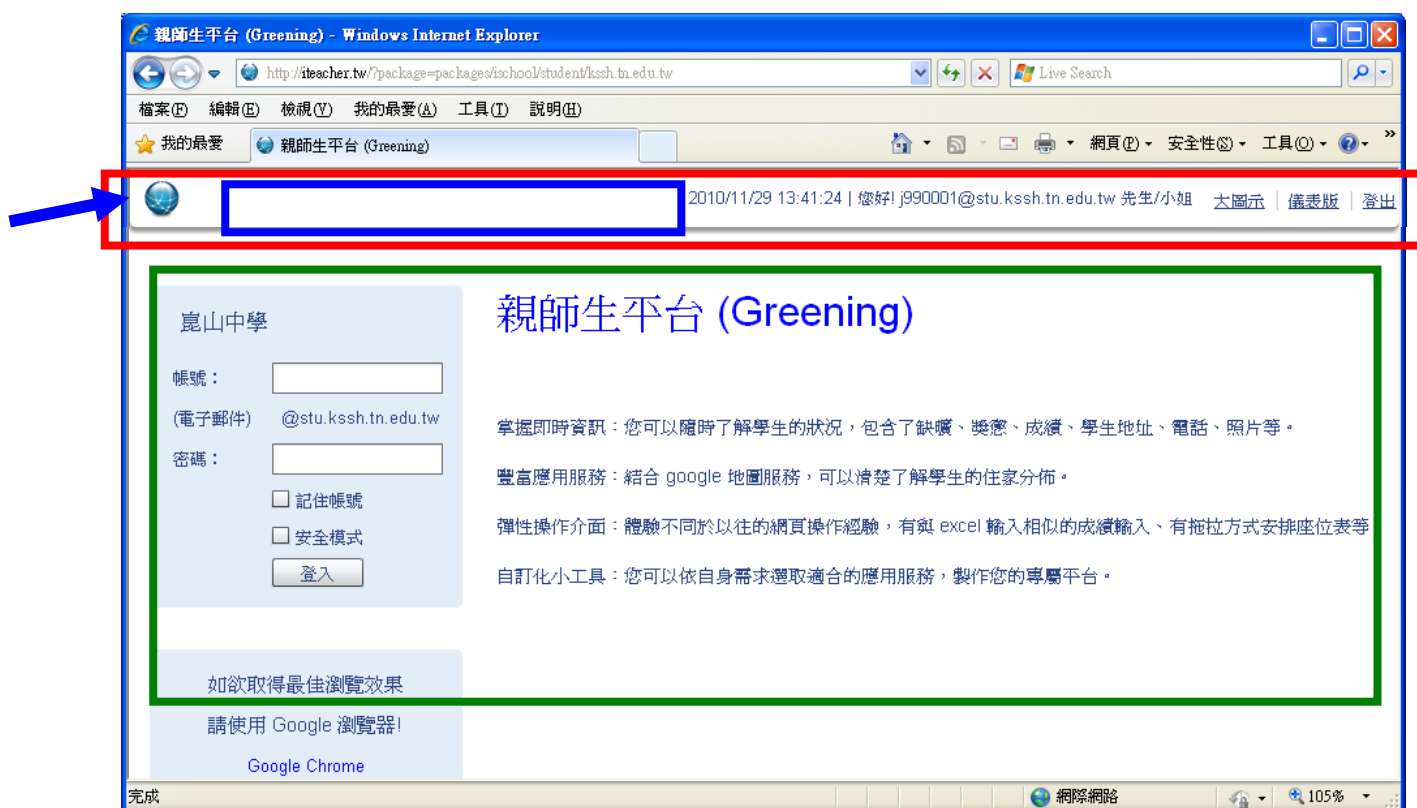 親師生平台 (Greening) - Windows Internet Explorer
http://iteacher.tw/?package=packages/ischool/student/kssh.tn.edu.tw
Live Search
檔案(F) 編輯(E) 檢視(V) 我的最愛(A) 工具(T) 說明(H)
我的最愛 親師生平台 (Greening) 網頁(P) 安全性(S) 工具(O)
2010/11/29 13:41:24 | 您好! j990001@stu.kssh.tn.edu.tw 先生/小姐 大圖示 | 儀表版 | 登出
崑山中學
帳號：
(電子郵件) @stu.kssh.tn.edu.tw
密碼：
記住帳號
安全模式
登入
親師生平台 (Greening)
掌握即時資訊：您可以隨時了解學生的狀況，包含了缺曠、獎懲、成績、學生地址、電話、照片等。
豐富應用服務：結合 google 地圖服務，可以清楚了解學生的住家分佈。
彈性操作介面：體驗不同於以往的網頁操作經驗，有與 excel 輸入相似的成績輸入、有拖拉方式安排座位表等
自訂化小工具：您可以依自身需求選取適合的應用服務，製作您的專屬平台。
如欲取得最佳瀏覽效果
請使用 Google 瀏覽器!
Google Chrome
完成 網際網路 105%